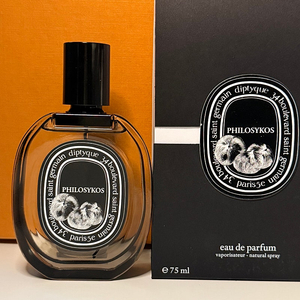 PHILOSYKOS
diptyque 34 boulevard saint germain paris 5e
PHILOSYKOS
diptyque 34 boulevard saint germain paris 5e
eau de parfum
vaporisateur - natural spray
e 75 ml